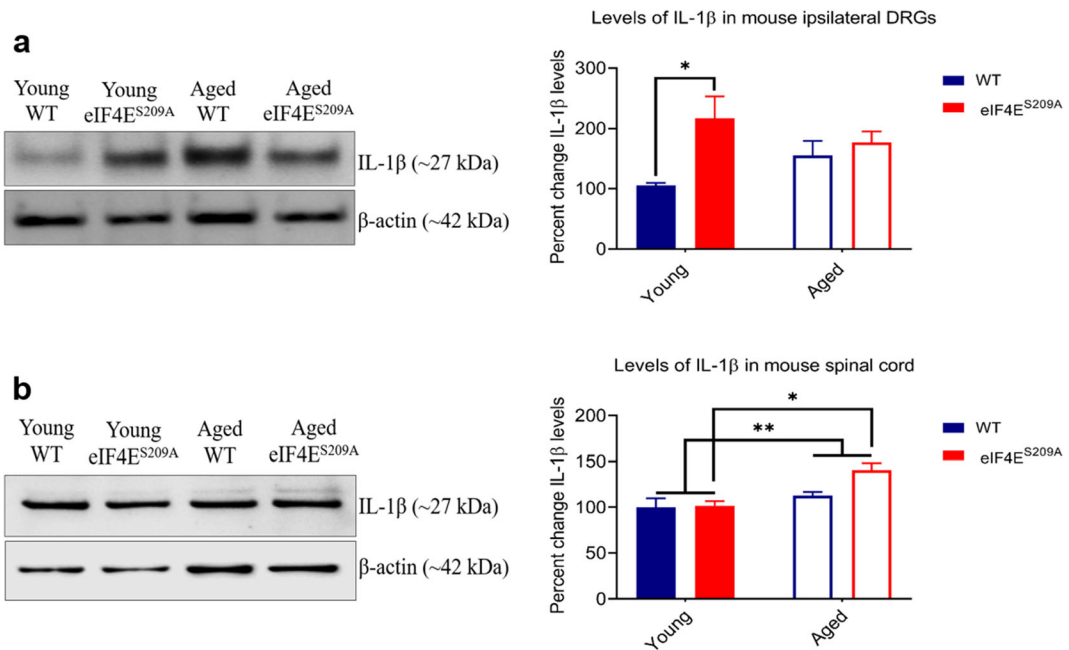 a
Young
WT
Young
eIF4E^S209A
Aged
WT
Aged
eIF4E^S209A
IL-1β (~27 kDa)
β-actin (~42 kDa)
Levels of IL-1β in mouse ipsilateral DRGs
Percent change IL-1β levels
300
200
100
0
*
Young
Aged
WT
eIF4E^S209A
b
Young
WT
Young
eIF4E^S209A
Aged
WT
Aged
eIF4E^S209A
IL-1β (~27 kDa)
β-actin (~42 kDa)
Levels of IL-1β in mouse spinal cord
Percent change IL-1β levels
200
150
100
50
0
*
**
Young
Aged
WT
eIF4E^S209A